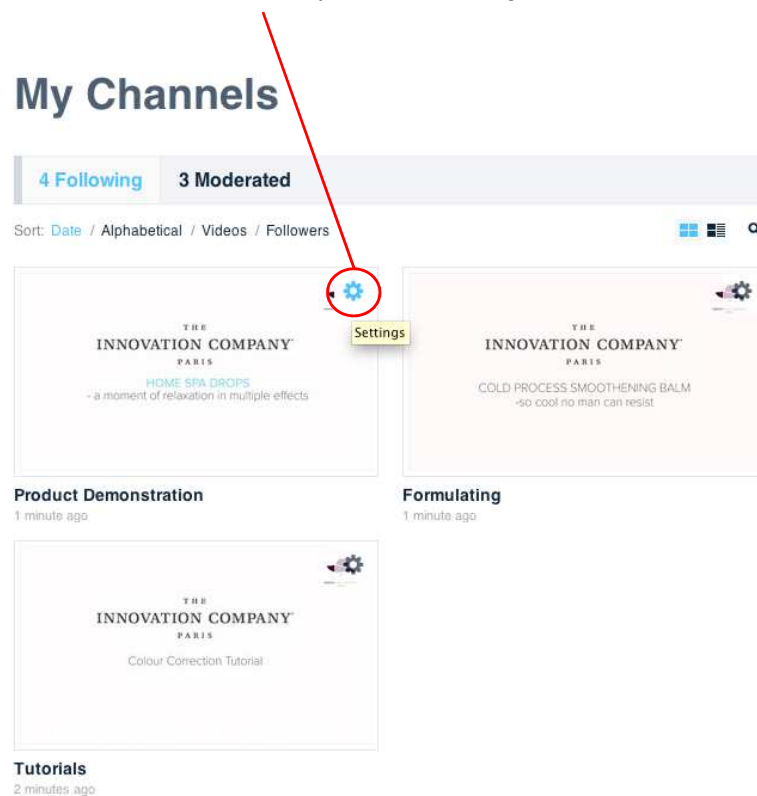 My Channels
4 Following 3 Moderated
Sort: Date / Alphabetical / Videos / Followers
Settings
THE
INNOVATION COMPANY
PARIS
HOME SPA DROPS
- a moment of relaxation in multiple effects
THE
INNOVATION COMPANY
PARIS
COLD PROCESS SMOOTHENING BALM
-so cool no man can resist
Product Demonstration
1 minute ago
Formulating
1 minute ago
THE
INNOVATION COMPANY
PARIS
Colour Correction Tutorial
Tutorials
2 minutes ago